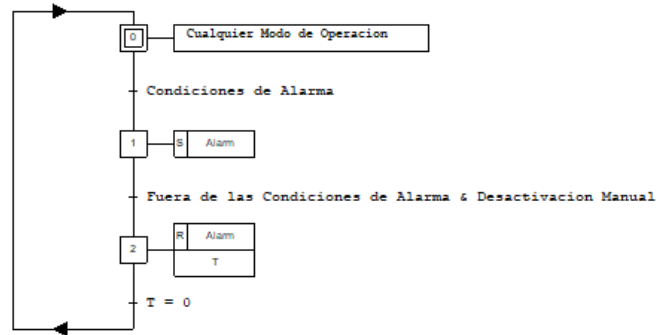 0 Cualquier Modo de Operacion
Condiciones de Alarma
1 S Alarm
Fuera de las Condiciones de Alarma & Desactivacion Manual
2 R Alarm
T
T = 0